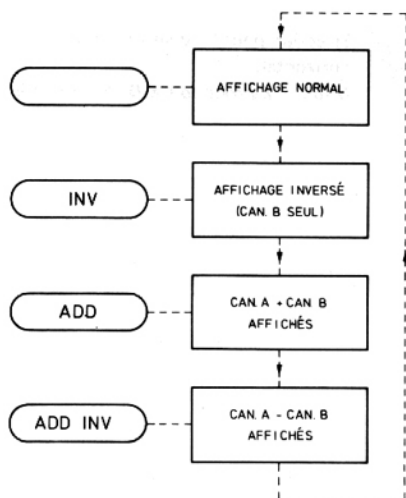 AFFICHAGE NORMAL
INV
AFFICHAGE INVERSÉ
(CAN. B SEUL)
ADD
CAN. A + CAN. B
AFFICHÉS
ADD INV
CAN. A - CAN. B
AFFICHÉS